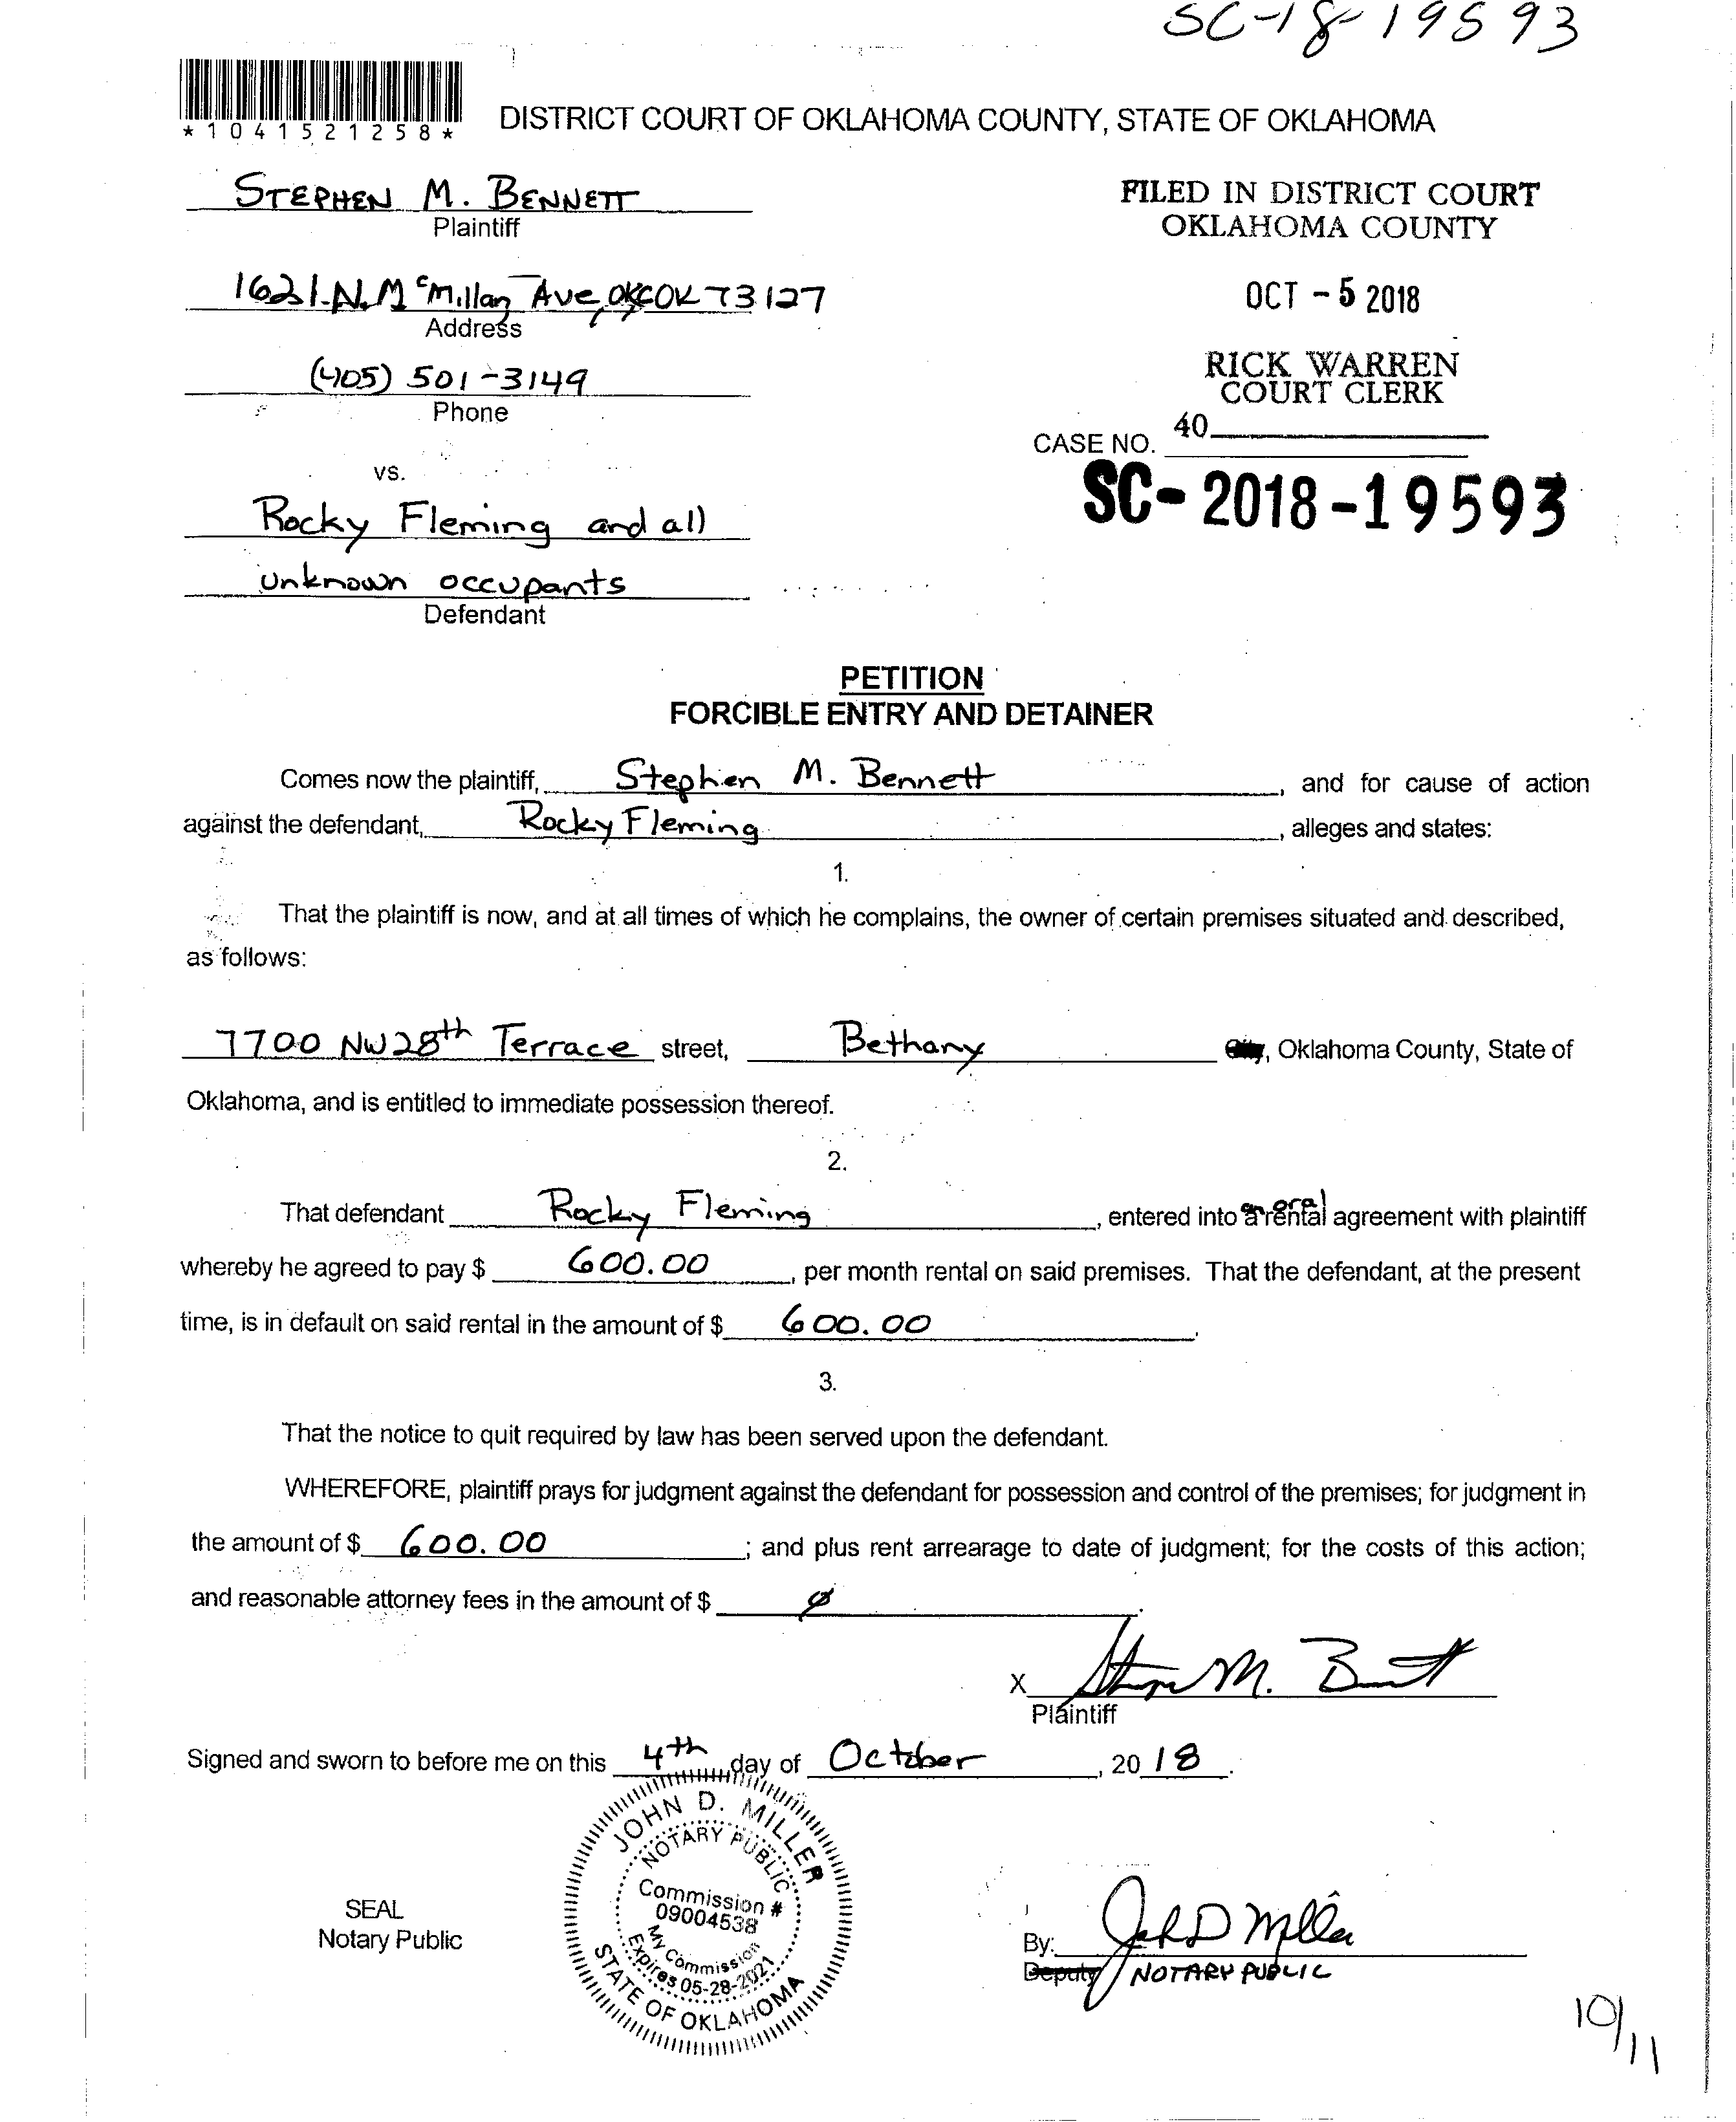 SC-18-19593
*1041521258*
DISTRICT COURT OF OKLAHOMA COUNTY, STATE OF OKLAHOMA
STEPHEN M. BENNETT
Plaintiff
FILED IN DISTRICT COURT
OKLAHOMA COUNTY
1621 N. McMillan Ave, OKC, OK 73127
Address
OCT - 5 2018
(405) 501-3149
Phone
RICK WARREN
COURT CLERK
40
CASE NO.
SC-2018-19593
vs.
Rocky Fleming and all
unknown occupants
Defendant
PETITION
FORCIBLE ENTRY AND DETAINER
Comes now the plaintiff, Stephen M. Bennett, and for cause of action
against the defendant, Rocky Fleming, alleges and states:
1.
That the plaintiff is now, and at all times of which he complains, the owner of certain premises situated and described,
as follows:
7700 NW 28th Terrace street, Bethany City, Oklahoma County, State of
Oklahoma, and is entitled to immediate possession thereof.
2.
That defendant Rocky Fleming, entered into an oral a rental agreement with plaintiff
whereby he agreed to pay $ 600.00, per month rental on said premises. That the defendant, at the present
time, is in default on said rental in the amount of $ 600.00.
3.
That the notice to quit required by law has been served upon the defendant.
WHEREFORE, plaintiff prays for judgment against the defendant for possession and control of the premises; for judgment in
the amount of $ 600.00; and plus rent arrearage to date of judgment; for the costs of this action;
and reasonable attorney fees in the amount of $ ∅.
X Stephen M. Bennett
Plaintiff
Signed and sworn to before me on this 4th day of October, 20 18.
JOHN D. MILLER
NOTARY PUBLIC
Commission #
09004538
My Commission
Expires 05-28-2021
STATE OF OKLAHOMA
SEAL
Notary Public
By: John D Miller
Deputy NOTARY PUBLIC
10/11